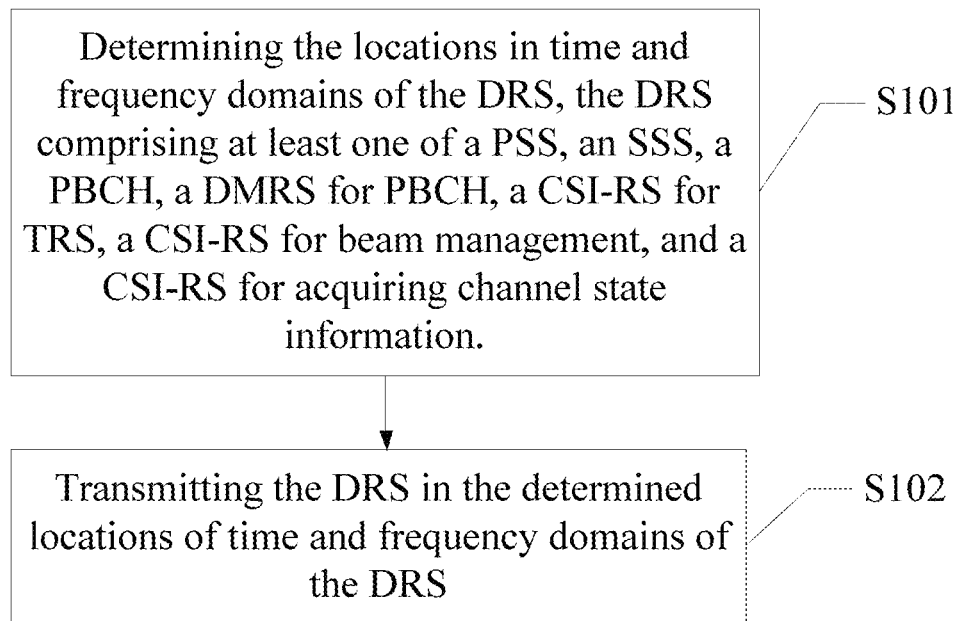 Determining the locations in time and
frequency domains of the DRS, the DRS
comprising at least one of a PSS, an SSS, a
PBCH, a DMRS for PBCH, a CSI-RS for
TRS, a CSI-RS for beam management, and a
CSI-RS for acquiring channel state
information.
S101
Transmitting the DRS in the determined
locations of time and frequency domains of
the DRS
S102